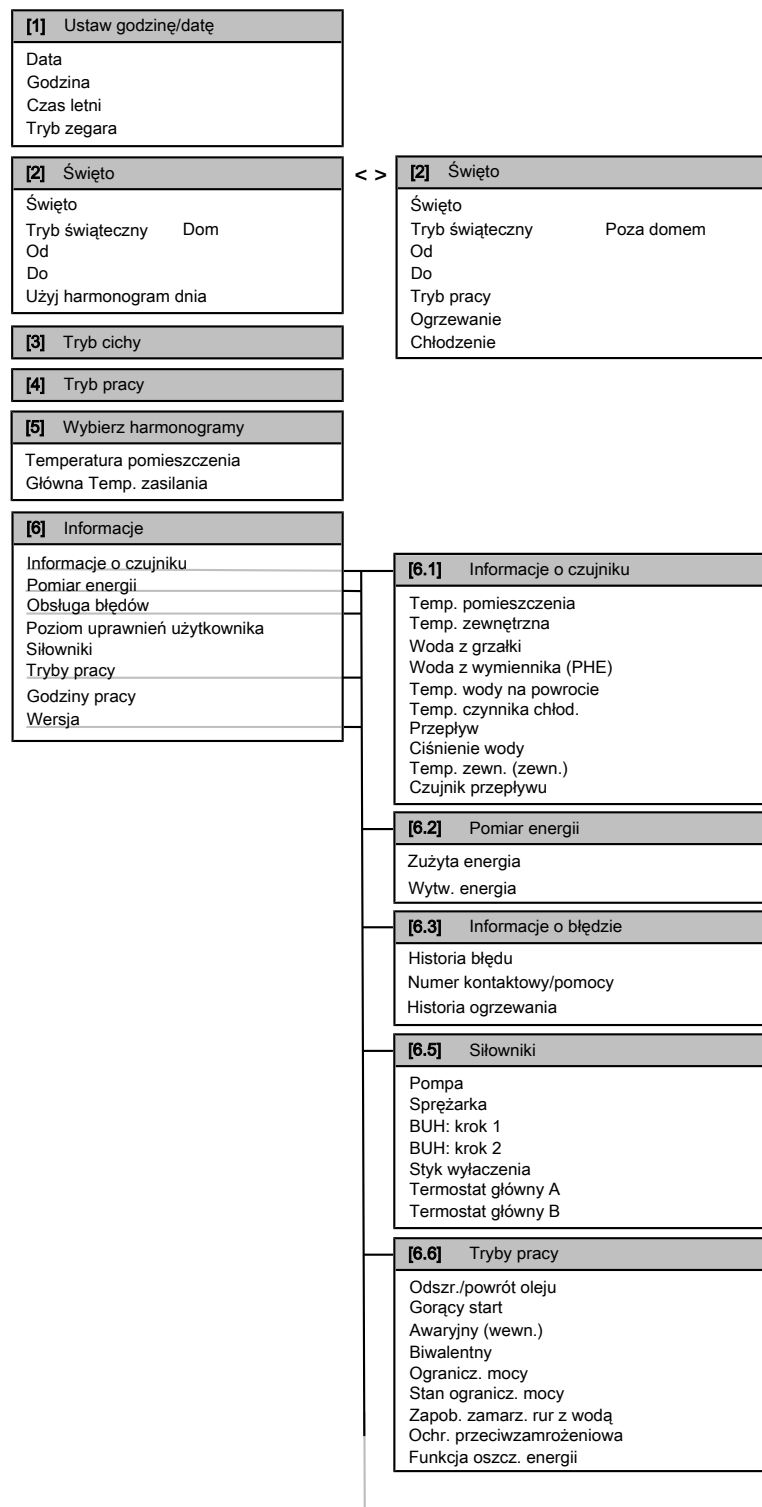 [1] Ustaw godzinę/datę
Data
Godzina
Czas letni
Tryb zegara
[2] Święto
Święto
Tryb świąteczny Dom
Od
Do
Użyj harmonogram dnia
< >
[2] Święto
Święto
Tryb świąteczny Poza domem
Od
Do
Tryb pracy
Ogrzewanie
Chłodzenie
[3] Tryb cichy
[4] Tryb pracy
[5] Wybierz harmonogramy
Temperatura pomieszczenia
Główna Temp. zasilania
[6] Informacje
Informacje o czujniku
Pomiar energii
Obsługa błędów
Poziom uprawnień użytkownika
Siłowniki
Tryby pracy
Godziny pracy
Wersja
[6.1] Informacje o czujniku
Temp. pomieszczenia
Temp. zewnętrzna
Woda z grzałki
Woda z wymiennika (PHE)
Temp. wody na powrocie
Temp. czynnika chłod.
Przepływ
Ciśnienie wody
Temp. zewn. (zewn.)
Czujnik przepływu
[6.2] Pomiar energii
Zużyta energia
Wytw. energia
[6.3] Informacje o błędzie
Historia błędu
Numer kontaktowy/pomocy
Historia ogrzewania
[6.5] Siłowniki
Pompa
Sprężarka
BUH: krok 1
BUH: krok 2
Styk wyłaczenia
Termostat główny A
Termostat główny B
[6.6] Tryby pracy
Odszr./powrót oleju
Gorący start
Awaryjny (wewn.)
Biwalentny
Ogranicz. mocy
Stan ogranicz. mocy
Zapob. zamarz. rur z wodą
Ochr. przeciwzamrożeniowa
Funkcja oszcz. energii